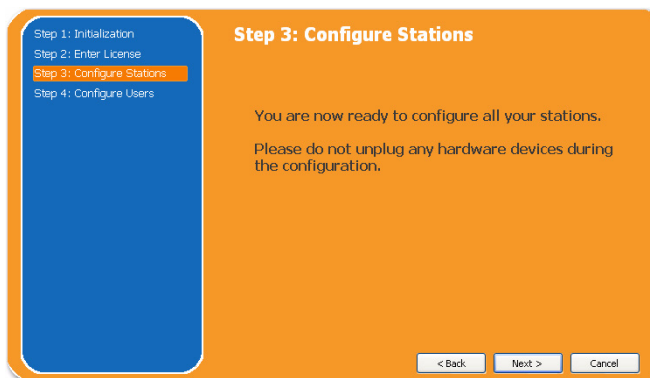 Step 1: Initialization
Step 2: Enter License
Step 3: Configure Stations
Step 4: Configure Users
Step 3: Configure Stations
You are now ready to configure all your stations.
Please do not unplug any hardware devices during
the configuration.
< Back
Next >
Cancel